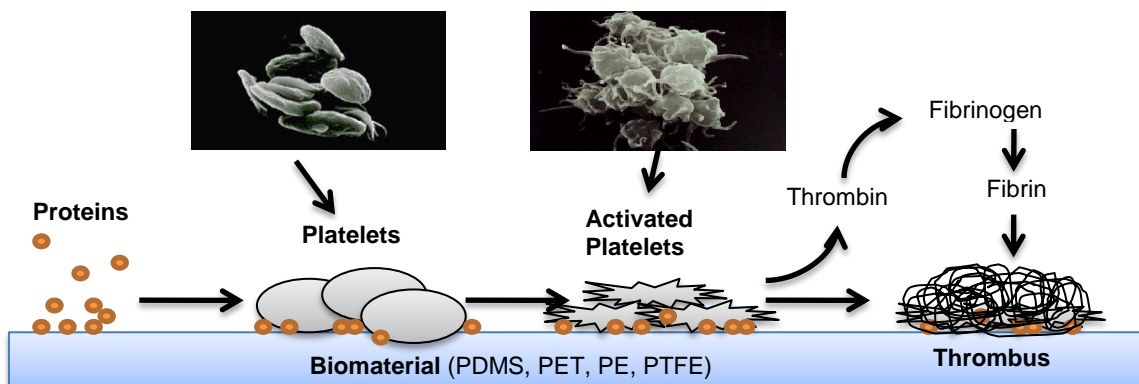 Proteins
Platelets
Activated
Platelets
Thrombin
Fibrinogen
Fibrin
Biomaterial (PDMS, PET, PE, PTFE)
Thrombus